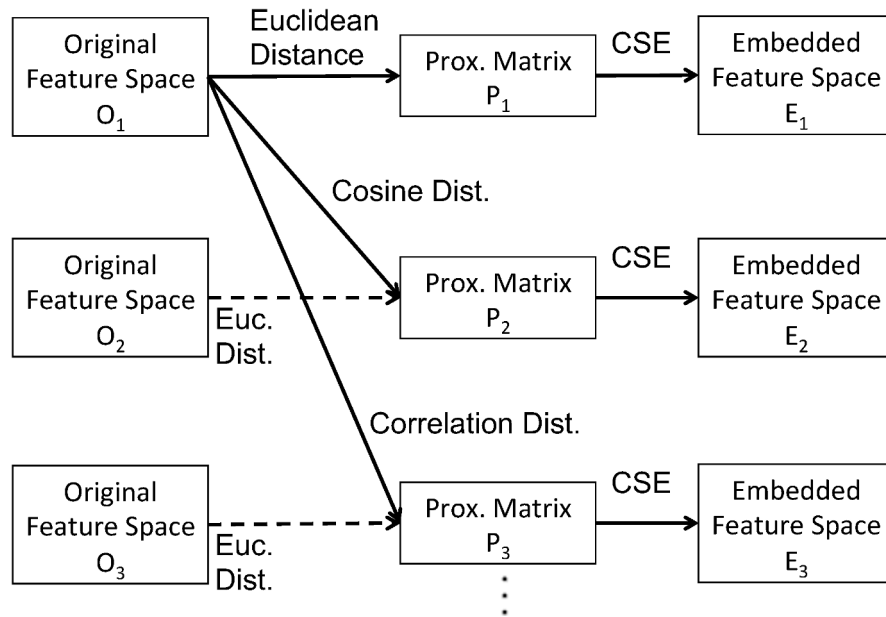 Original
Feature Space
O₁
Euclidean
Distance
Prox. Matrix
P₁
CSE
Embedded
Feature Space
E₁
Cosine Dist.
Original
Feature Space
O₂
Euc.
Dist.
Prox. Matrix
P₂
CSE
Embedded
Feature Space
E₂
Correlation Dist.
Original
Feature Space
O₃
Euc.
Dist.
Prox. Matrix
P₃
CSE
Embedded
Feature Space
E₃